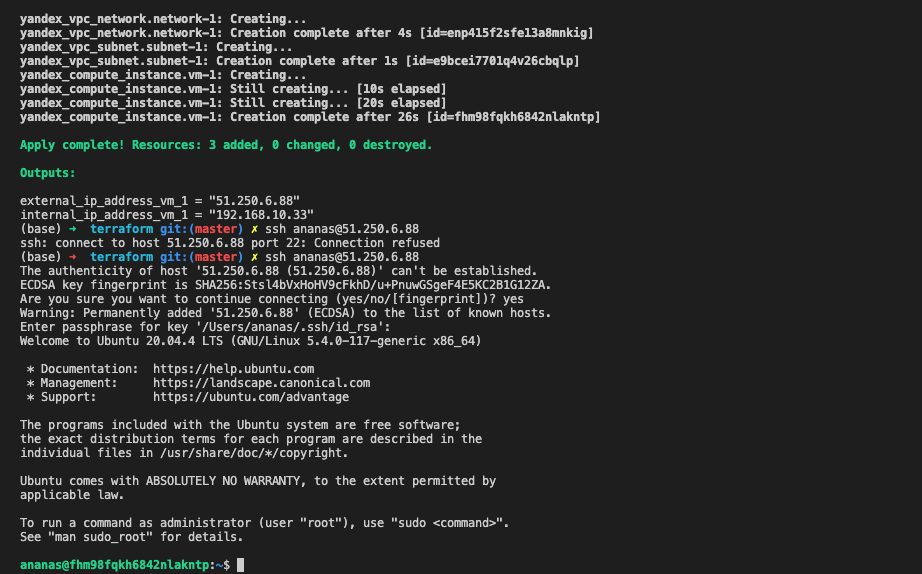 yandex_vpc_network.network-1: Creating...
yandex_vpc_network.network-1: Creation complete after 4s [id=enp415f2sfe13a8mnkig]
yandex_vpc_subnet.subnet-1: Creating...
yandex_vpc_subnet.subnet-1: Creation complete after 1s [id=e9bcei7701q4v26cbqlp]
yandex_compute_instance.vm-1: Creating...
yandex_compute_instance.vm-1: Still creating... [10s elapsed]
yandex_compute_instance.vm-1: Still creating... [20s elapsed]
yandex_compute_instance.vm-1: Creation complete after 26s [id=fhm98fqkh6842nlakntp]
Apply complete! Resources: 3 added, 0 changed, 0 destroyed.
Outputs:
external_ip_address_vm_1 = "51.250.6.88"
internal_ip_address_vm_1 = "192.168.10.33"
(base) ➜  terraform git:(master) ✗ ssh ananas@51.250.6.88
ssh: connect to host 51.250.6.88 port 22: Connection refused
(base) ➜  terraform git:(master) ✗ ssh ananas@51.250.6.88
The authenticity of host '51.250.6.88 (51.250.6.88)' can't be established.
ECDSA key fingerprint is SHA256:Stsl4bVxHoHV9cFkhD/u+PnuwGSgeF4E5KC2B1G12ZA.
Are you sure you want to continue connecting (yes/no/[fingerprint])? yes
Warning: Permanently added '51.250.6.88' (ECDSA) to the list of known hosts.
Enter passphrase for key '/Users/ananas/.ssh/id_rsa':
Welcome to Ubuntu 20.04.4 LTS (GNU/Linux 5.4.0-117-generic x86_64)
* Documentation:  https://help.ubuntu.com
* Management:     https://landscape.canonical.com
* Support:        https://ubuntu.com/advantage
The programs included with the Ubuntu system are free software;
the exact distribution terms for each program are described in the
individual files in /usr/share/doc/*/copyright.
Ubuntu comes with ABSOLUTELY NO WARRANTY, to the extent permitted by
applicable law.
To run a command as administrator (user "root"), use "sudo <command>".
See "man sudo_root" for details.
ananas@fhm98fqkh6842nlakntp:~$